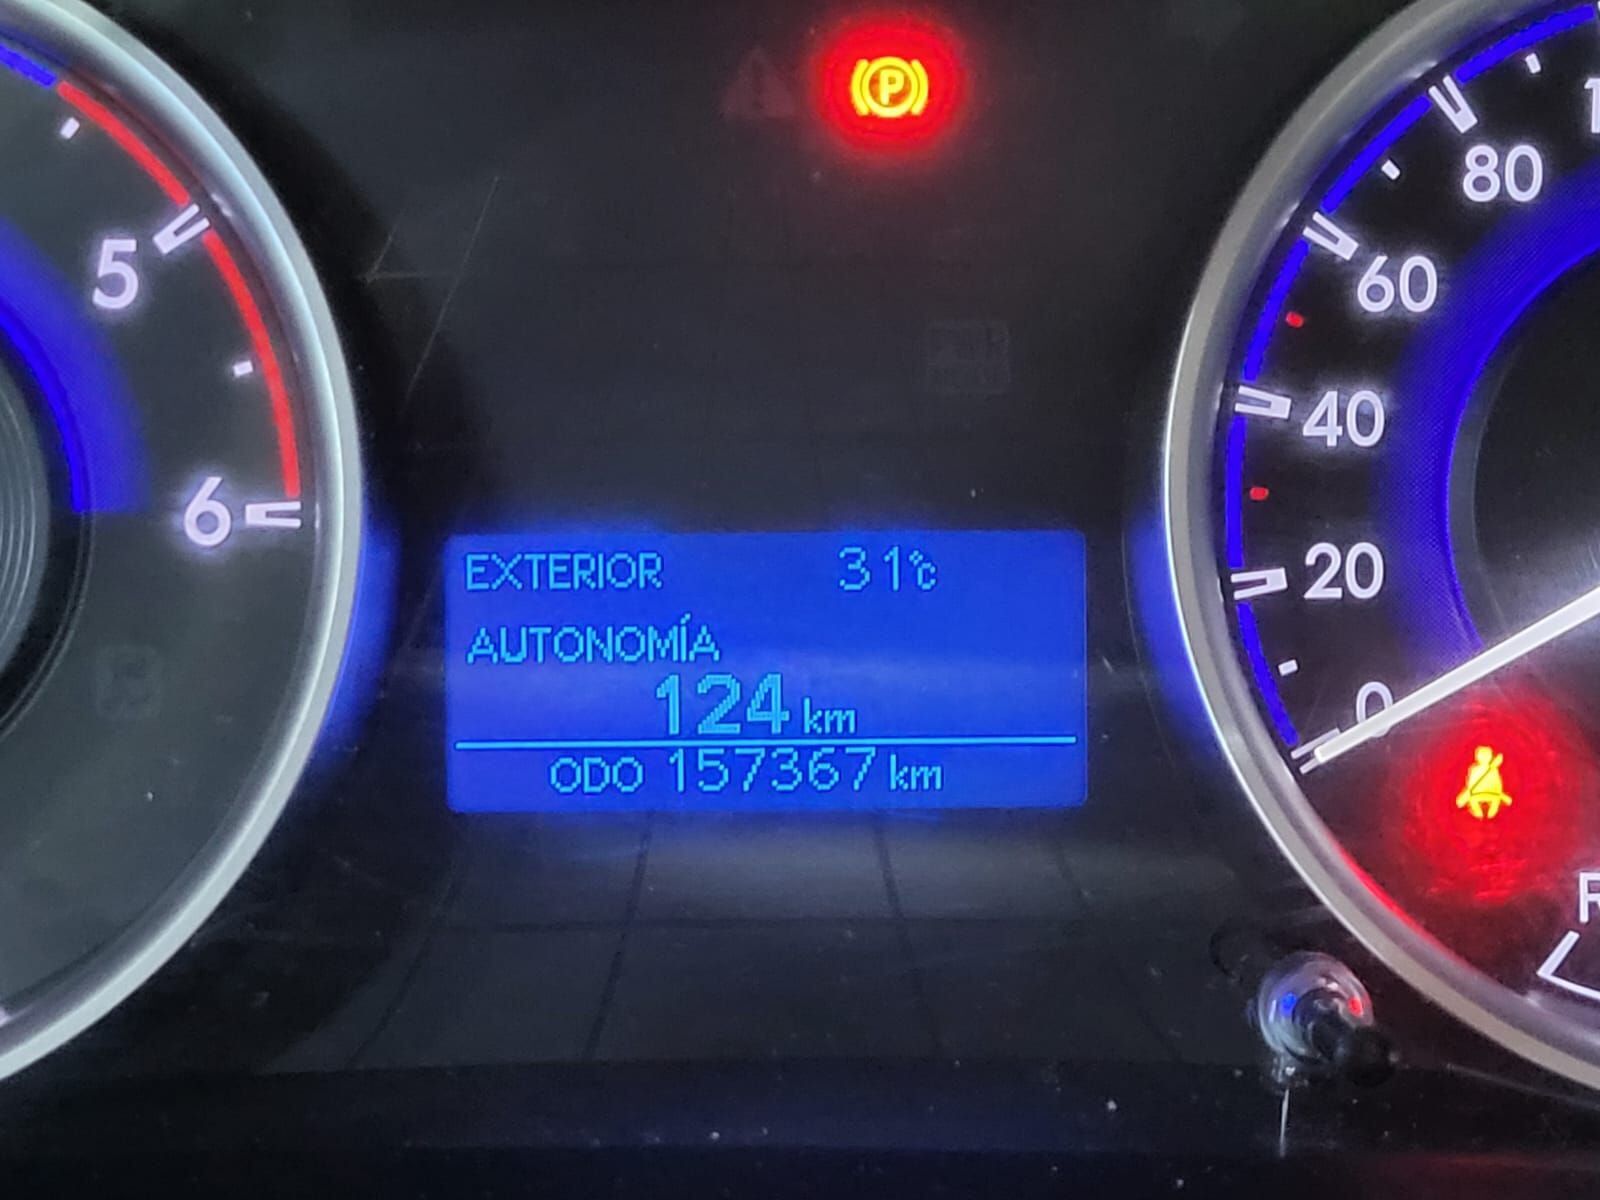 P
80
5
60
40
6
20
EXTERIOR 31°C
AUTONOMÍA
124 km
0
ODO 157367 km
R